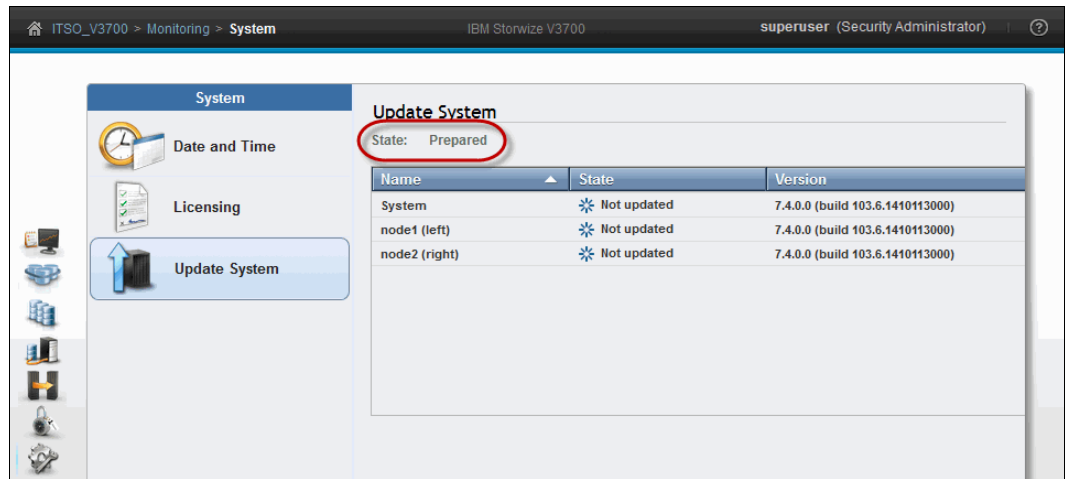 ITSO_V3700 > Monitoring > System IBM Storwize V3700 superuser (Security Administrator) ?
System
Date and Time
Licensing
Update System
Update System
State: Prepared
Name State Version
System Not updated 7.4.0.0 (build 103.6.1410113000)
node1 (left) Not updated 7.4.0.0 (build 103.6.1410113000)
node2 (right) Not updated 7.4.0.0 (build 103.6.1410113000)